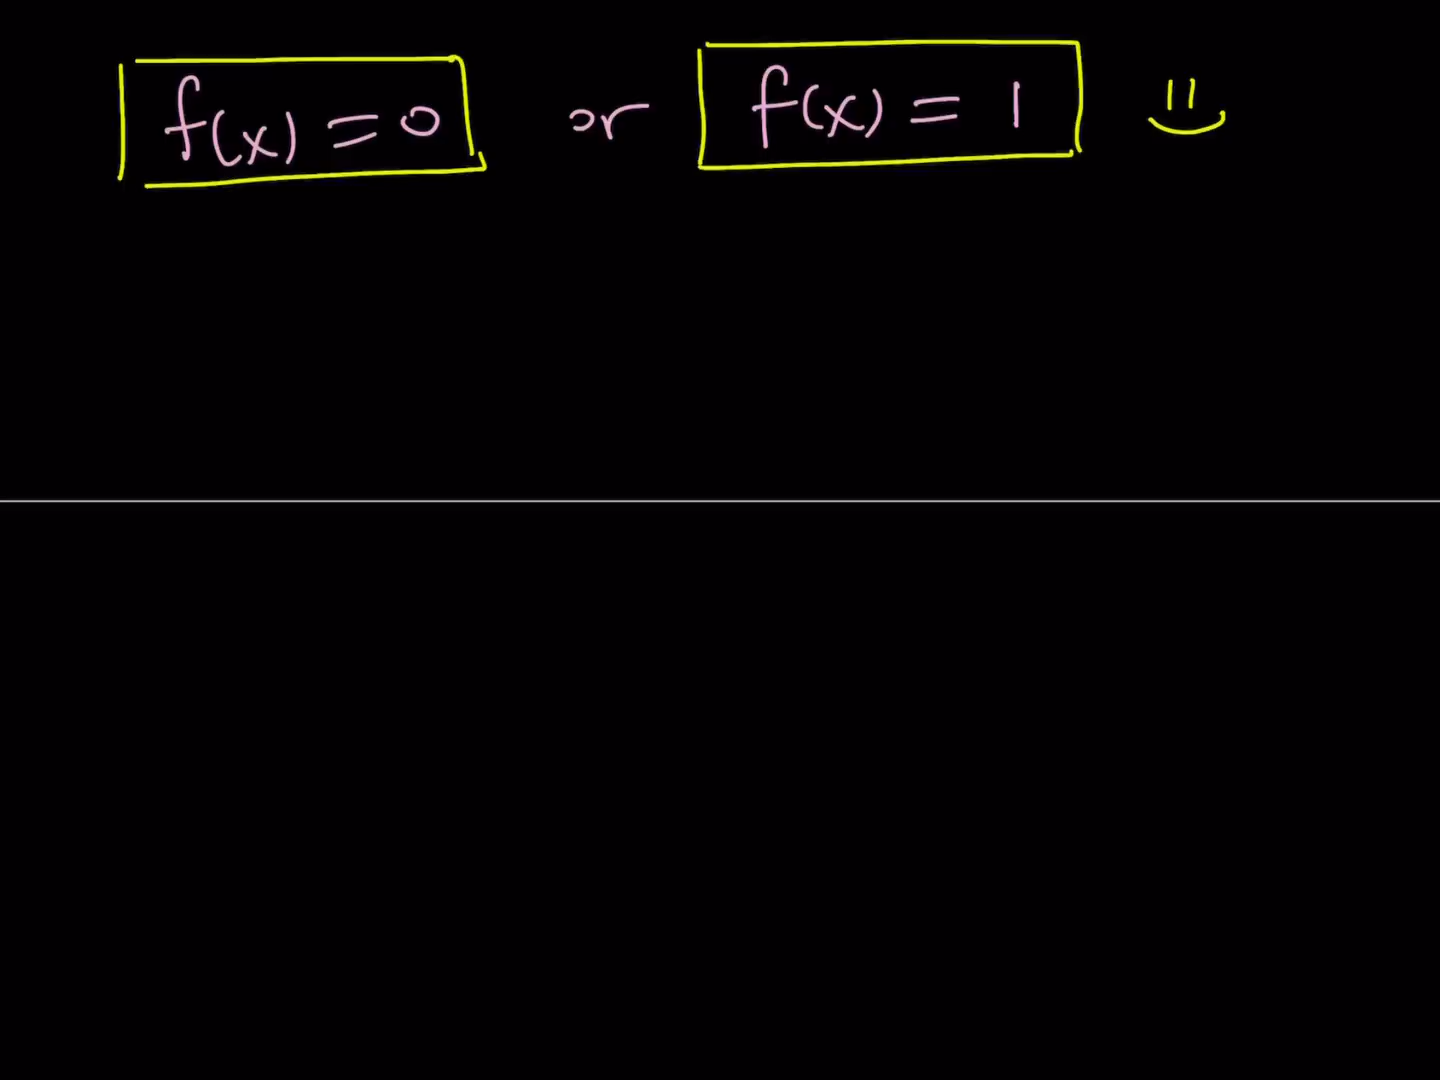 f(x) = 0 or f(x) = 1